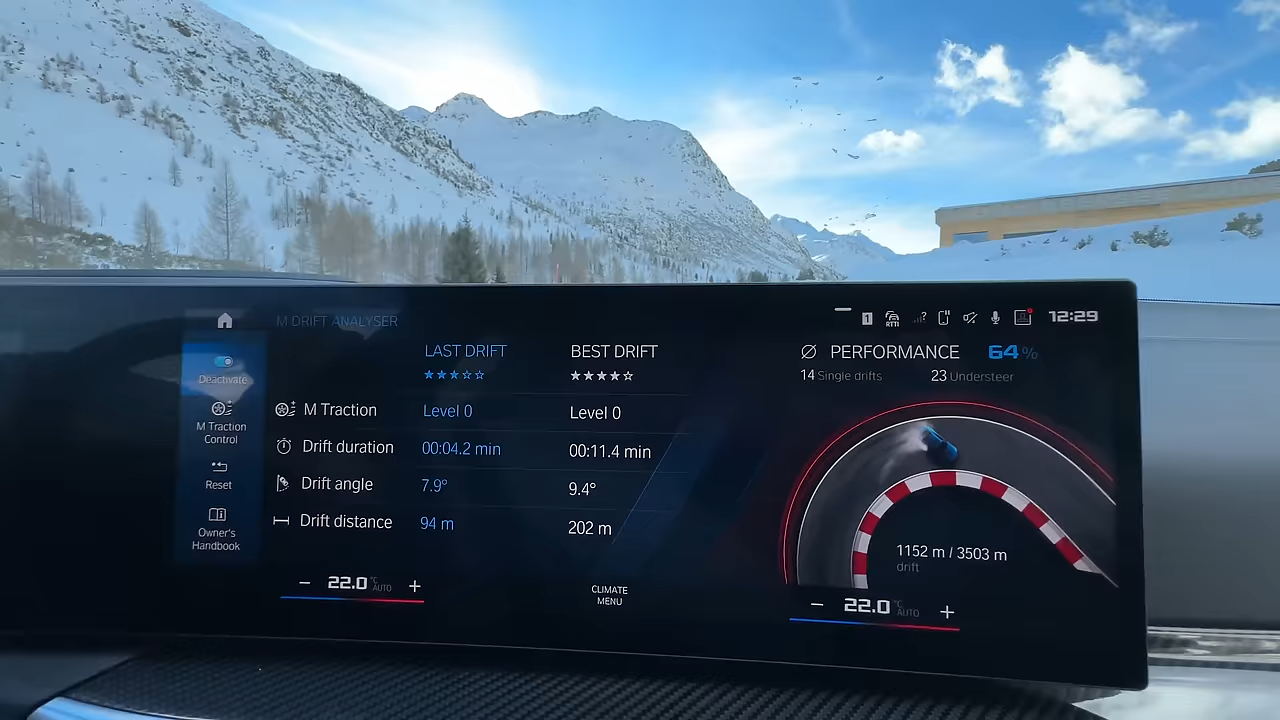 M DRIFT ANALYSER
1 RTTI ? 12:29
Deactivate
M Traction
Control
Reset
Owner's
Handbook
LAST DRIFT BEST DRIFT
M Traction Level 0 Level 0
Drift duration 00:04.2 min 00:11.4 min
Drift angle 7.9° 9.4°
Drift distance 94 m 202 m
Ø PERFORMANCE 64%
14 Single drifts 23 Understeer
1152 m / 3503 m
drift
− 22.0 °C AUTO +
CLIMATE
MENU
− 22.0 °C AUTO +